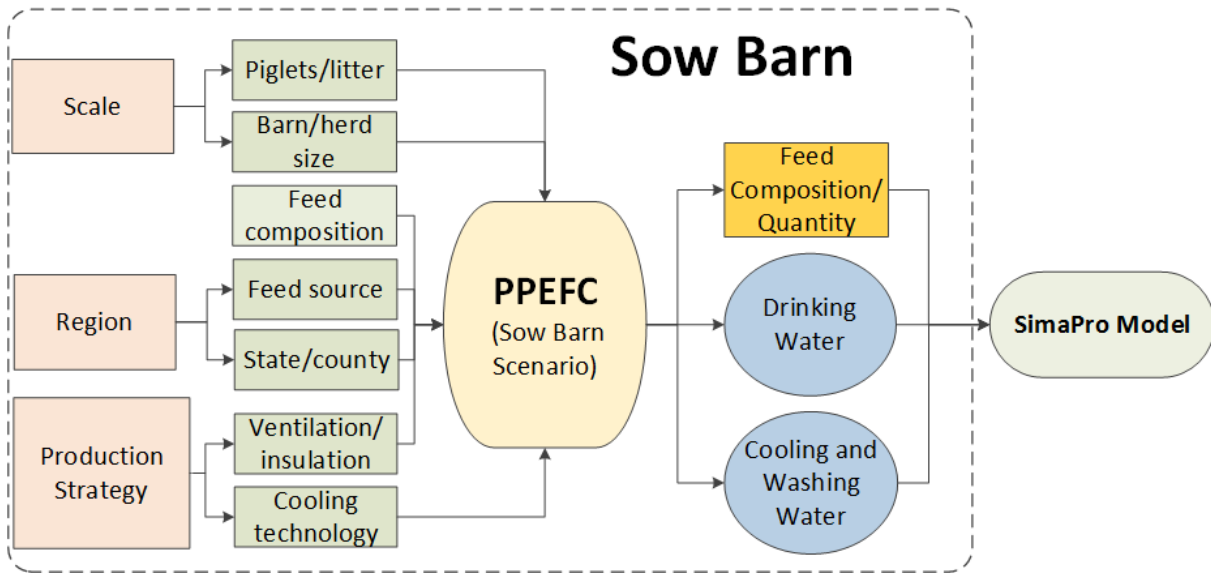 Sow Barn
Scale
Piglets/litter
Barn/herd
size
Feed
composition
Region
Feed source
State/county
Production
Strategy
Ventilation/
insulation
Cooling
technology
PPEFC
(Sow Barn
Scenario)
Feed
Composition/
Quantity
Drinking
Water
Cooling and
Washing
Water
SimaPro Model